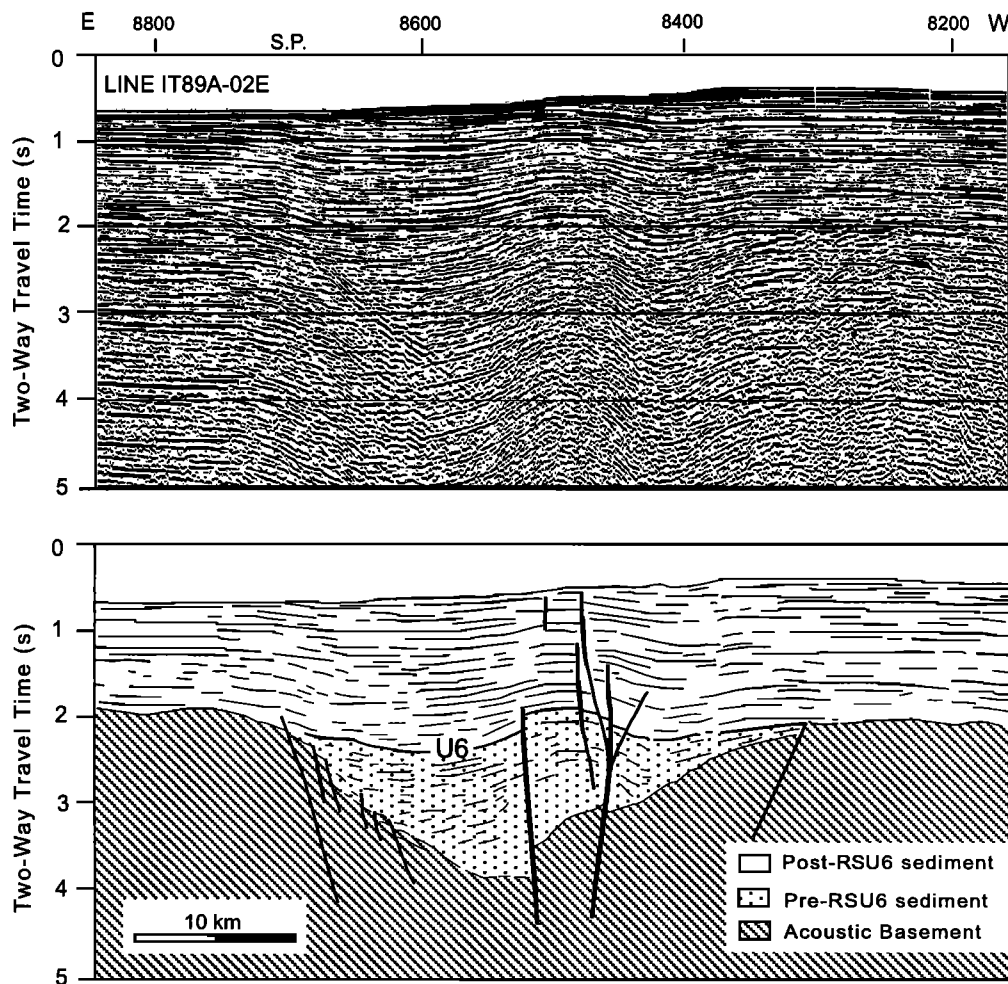 E 8800 8600 8400 8200 W
S.P.
0
LINE IT89A-02E
1
2
3
4
5
Two-Way Travel Time (s)
0
1
2
3
4
5
Two-Way Travel Time (s)
U6
10 km
Post-RSU6 sediment
Pre-RSU6 sediment
Acoustic Basement